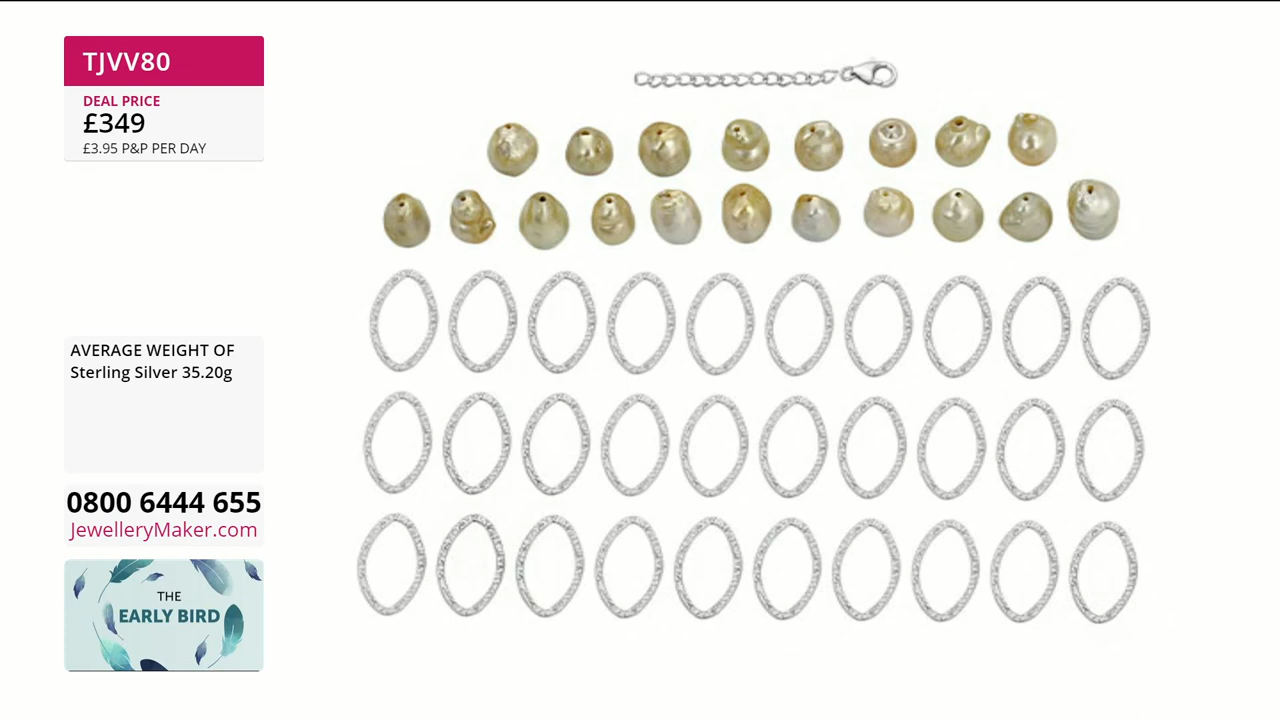 TJVV80
DEAL PRICE
£349
£3.95 P&P PER DAY
AVERAGE WEIGHT OF
Sterling Silver 35.20g
0800 6444 655
JewelleryMaker.com
THE
EARLY BIRD